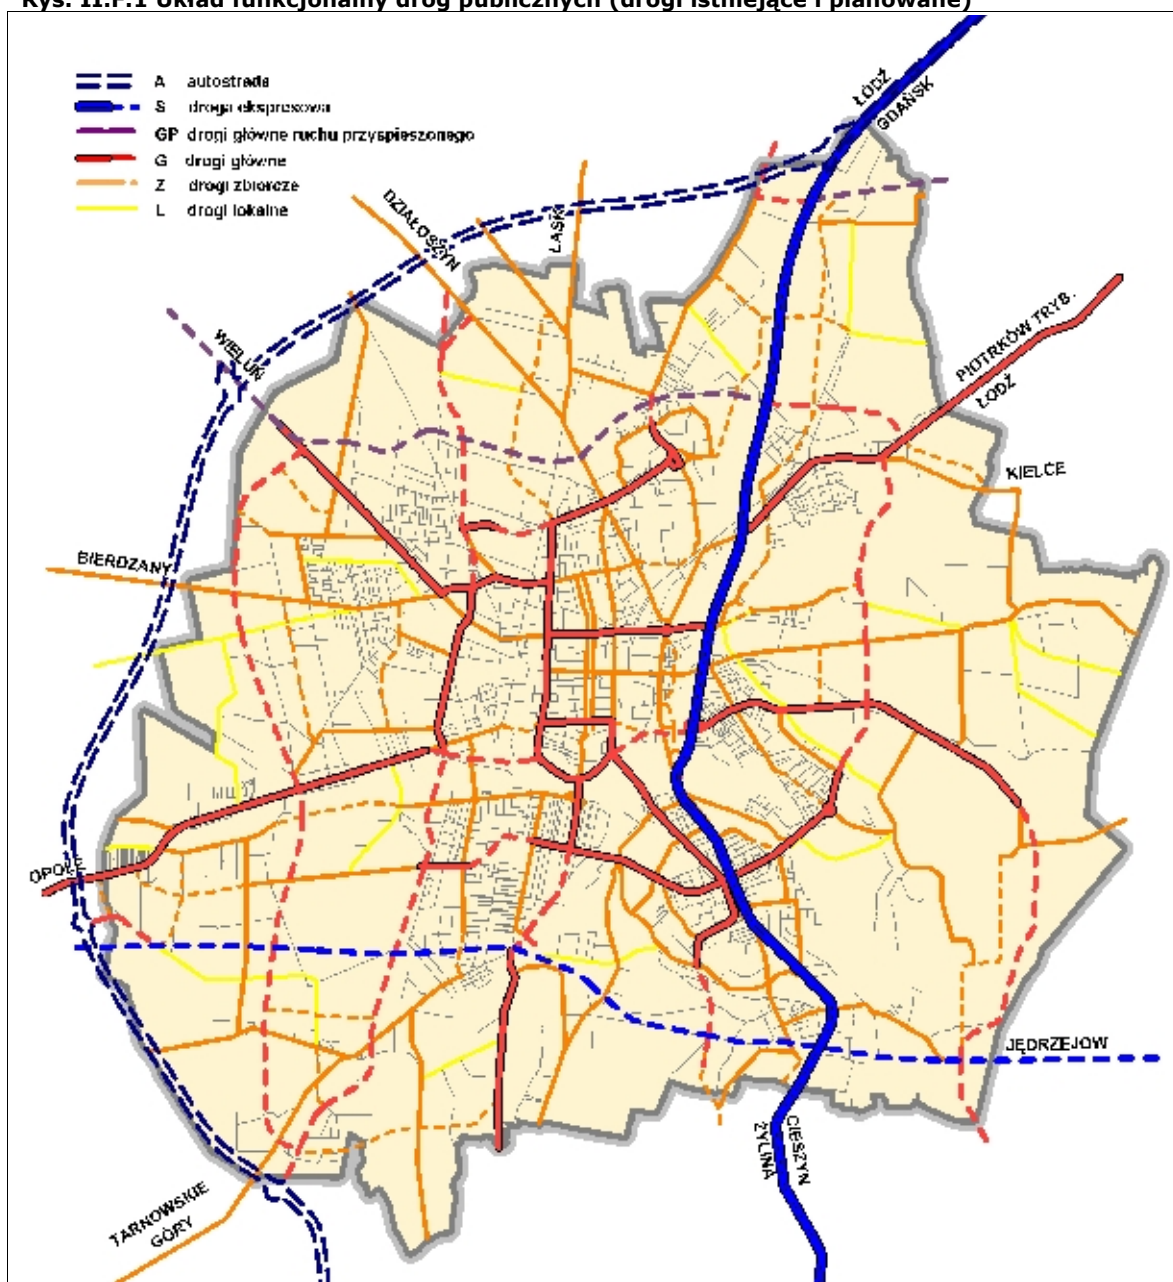 Rys. II.F.1 Układ funkcjonalny dróg publicznych (drogi istniejące i planowane)
A autostrada
S droga ekspresowa
GP drogi główne ruchu przyspieszonego
G drogi główne
Z drogi zbiorcze
L drogi lokalne
ŁÓDŹ
GDAŃSK
DZIAŁOSZYN
ŁASK
WIELUŃ
PIOTRKÓW TRYB.
ŁÓDŹ
KIELCE
BIERDZANY
OPOLE
JĘDRZEJÓW
CIESZYN
ŻYLINA
TARNOWSKIE
GÓRY